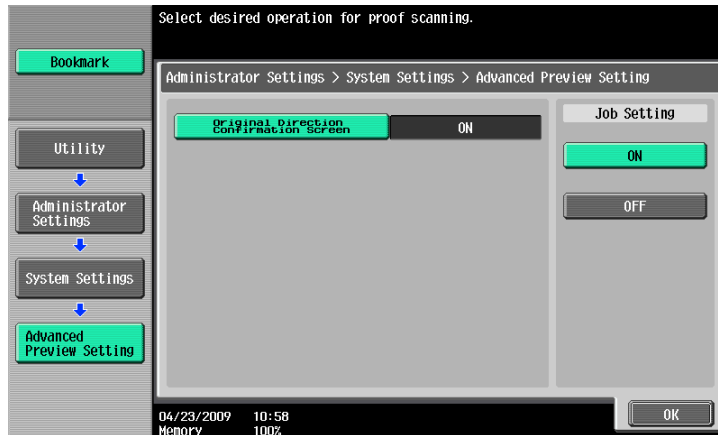 Select desired operation for proof scanning.
Bookmark
Administrator Settings > System Settings > Advanced Preview Setting
Original Direction
Confirmation Screen
ON
Job Setting
ON
OFF
Utility
Administrator
Settings
System Settings
Advanced
Preview Setting
04/23/2009 10:58
Memory 100%
OK